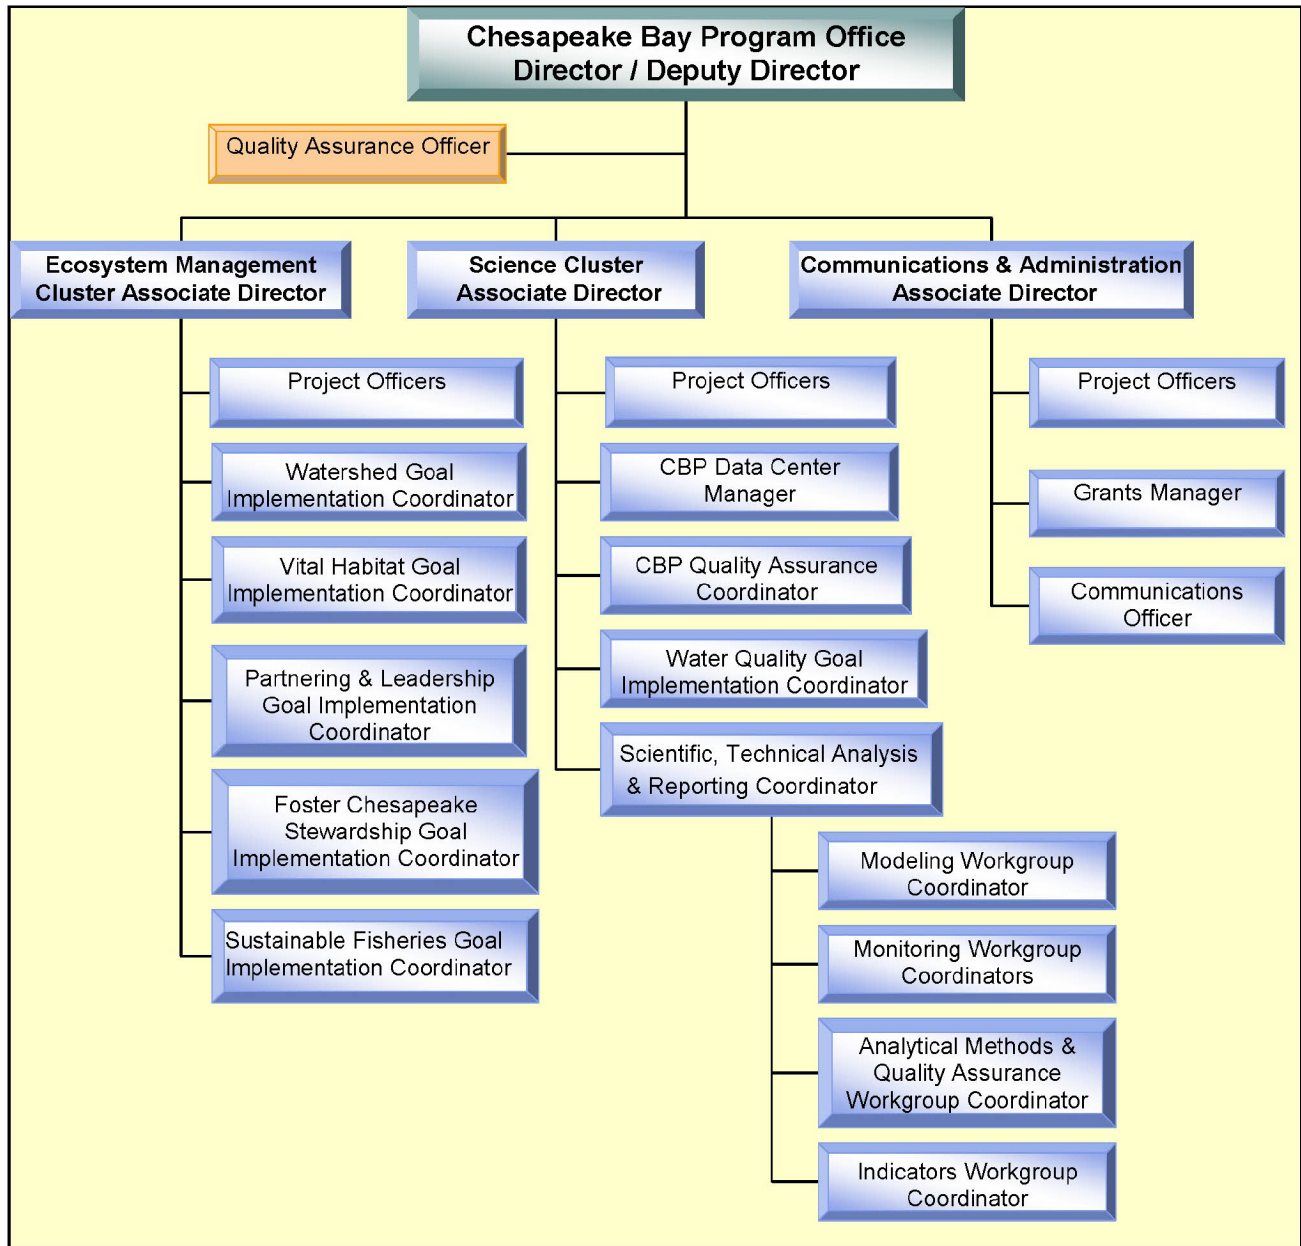 Chesapeake Bay Program Office
Director / Deputy Director
Quality Assurance Officer
Ecosystem Management
Cluster Associate Director
Science Cluster
Associate Director
Communications & Administration
Associate Director
Project Officers
Watershed Goal
Implementation Coordinator
Vital Habitat Goal
Implementation Coordinator
Partnering & Leadership
Goal Implementation
Coordinator
Foster Chesapeake
Stewardship Goal
Implementation Coordinator
Sustainable Fisheries Goal
Implementation Coordinator
Project Officers
CBP Data Center
Manager
CBP Quality Assurance
Coordinator
Water Quality Goal
Implementation Coordinator
Scientific, Technical Analysis
& Reporting Coordinator
Modeling Workgroup
Coordinator
Monitoring Workgroup
Coordinators
Analytical Methods &
Quality Assurance
Workgroup Coordinator
Indicators Workgroup
Coordinator
Project Officers
Grants Manager
Communications
Officer